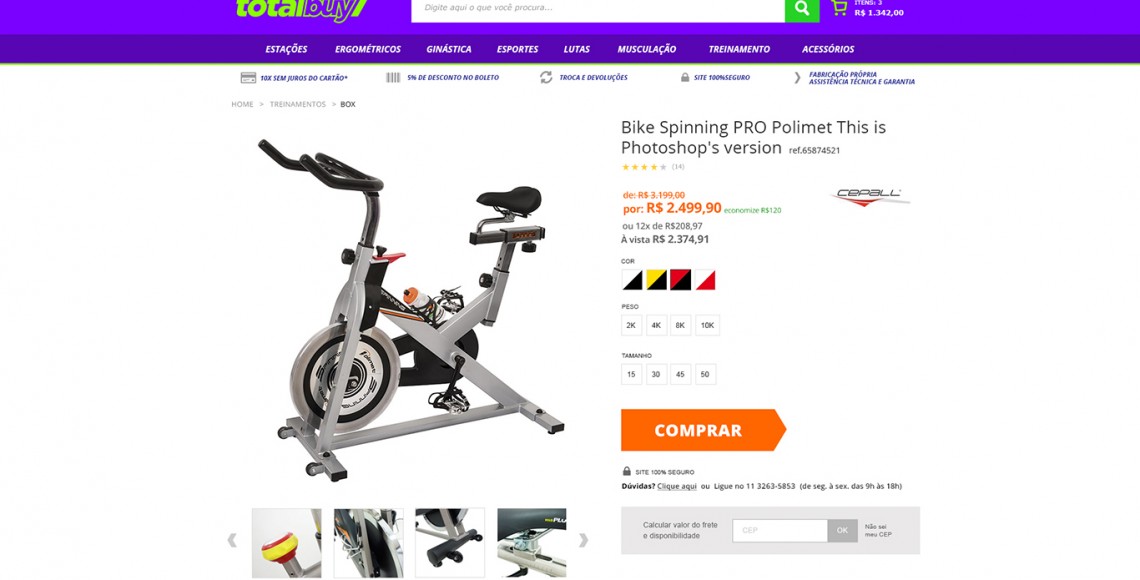 totalbuy
Digite aqui o que você procura...
ITENS: 3
R$ 1.342,00
ESTAÇÕES ERGOMÉTRICOS GINÁSTICA ESPORTES LUTAS MUSCULAÇÃO TREINAMENTO ACESSÓRIOS
10X SEM JUROS DO CARTÃO* 5% DE DESCONTO NO BOLETO TROCA E DEVOLUÇÕES SITE 100%SEGURO FABRICAÇÃO PRÓPRIA
ASSISTÊNCIA TÉCNICA E GARANTIA
HOME > TREINAMENTOS > BOX
Bike Spinning PRO Polimet This is
Photoshop's version ref.65874521
(14)
de: R$ 3.199,00
por: R$ 2.499,90 economize R$120
CEPALL
ou 12x de R$208,97
À vista R$ 2.374,91
COR
PESO
2K 4K 8K 10K
TAMANHO
15 30 45 50
COMPRAR
SITE 100% SEGURO
Dúvidas? Clique aqui ou Ligue no 11 3263-5853 (de seg. à sex. das 9h às 18h)
Calcular valor do frete
e disponibilidade
CEP
OK
Não sei
meu CEP
SPINNING
Polimet
PLUS